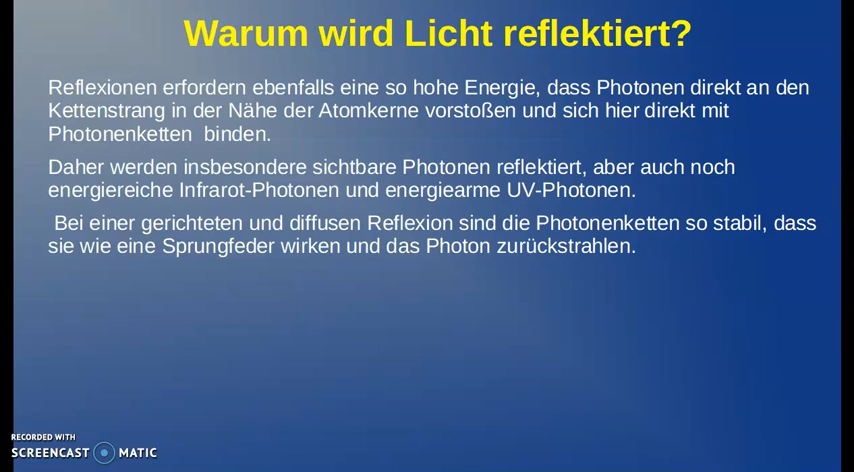 Warum wird Licht reflektiert?
Reflexionen erfordern ebenfalls eine so hohe Energie, dass Photonen direkt an den
Kettenstrang in der Nähe der Atomkerne vorstoßen und sich hier direkt mit
Photonenketten  binden.
Daher werden insbesondere sichtbare Photonen reflektiert, aber auch noch
energiereiche Infrarot-Photonen und energiearme UV-Photonen.
Bei einer gerichteten und diffusen Reflexion sind die Photonenketten so stabil, dass
sie wie eine Sprungfeder wirken und das Photon zurückstrahlen.
RECORDED WITH
SCREENCAST MATIC